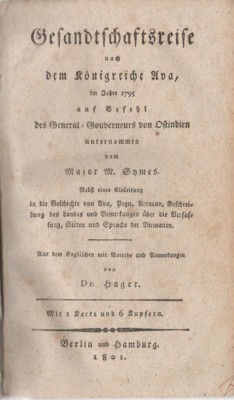 Gesandtschaftsreise
nach
dem Königreiche Ava,
im Jahre 1795
auf Befehl
des General-Gouverneurs von Ostindien
unternommen
vom
Major M. Symes.
Nebst einer Einleitung
in die Geschichte von Ava, Pegu, Arracan, Beschrei-
bung des Landes und Bemerkungen über die Verfas-
sung, Sitten und Sprache der Birmanen.
Aus dem Englischen mit Vorrede und Anmerkungen
von
Dr. Hager.
Mit 1 Karte und 6 Kupfern.
Berlin und Hamburg.
1801.